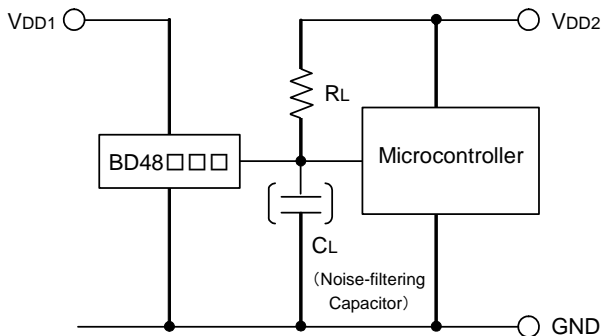 VDD1
VDD2
RL
BD48□□□
Microcontroller
CL
（Noise-filtering
Capacitor）
GND